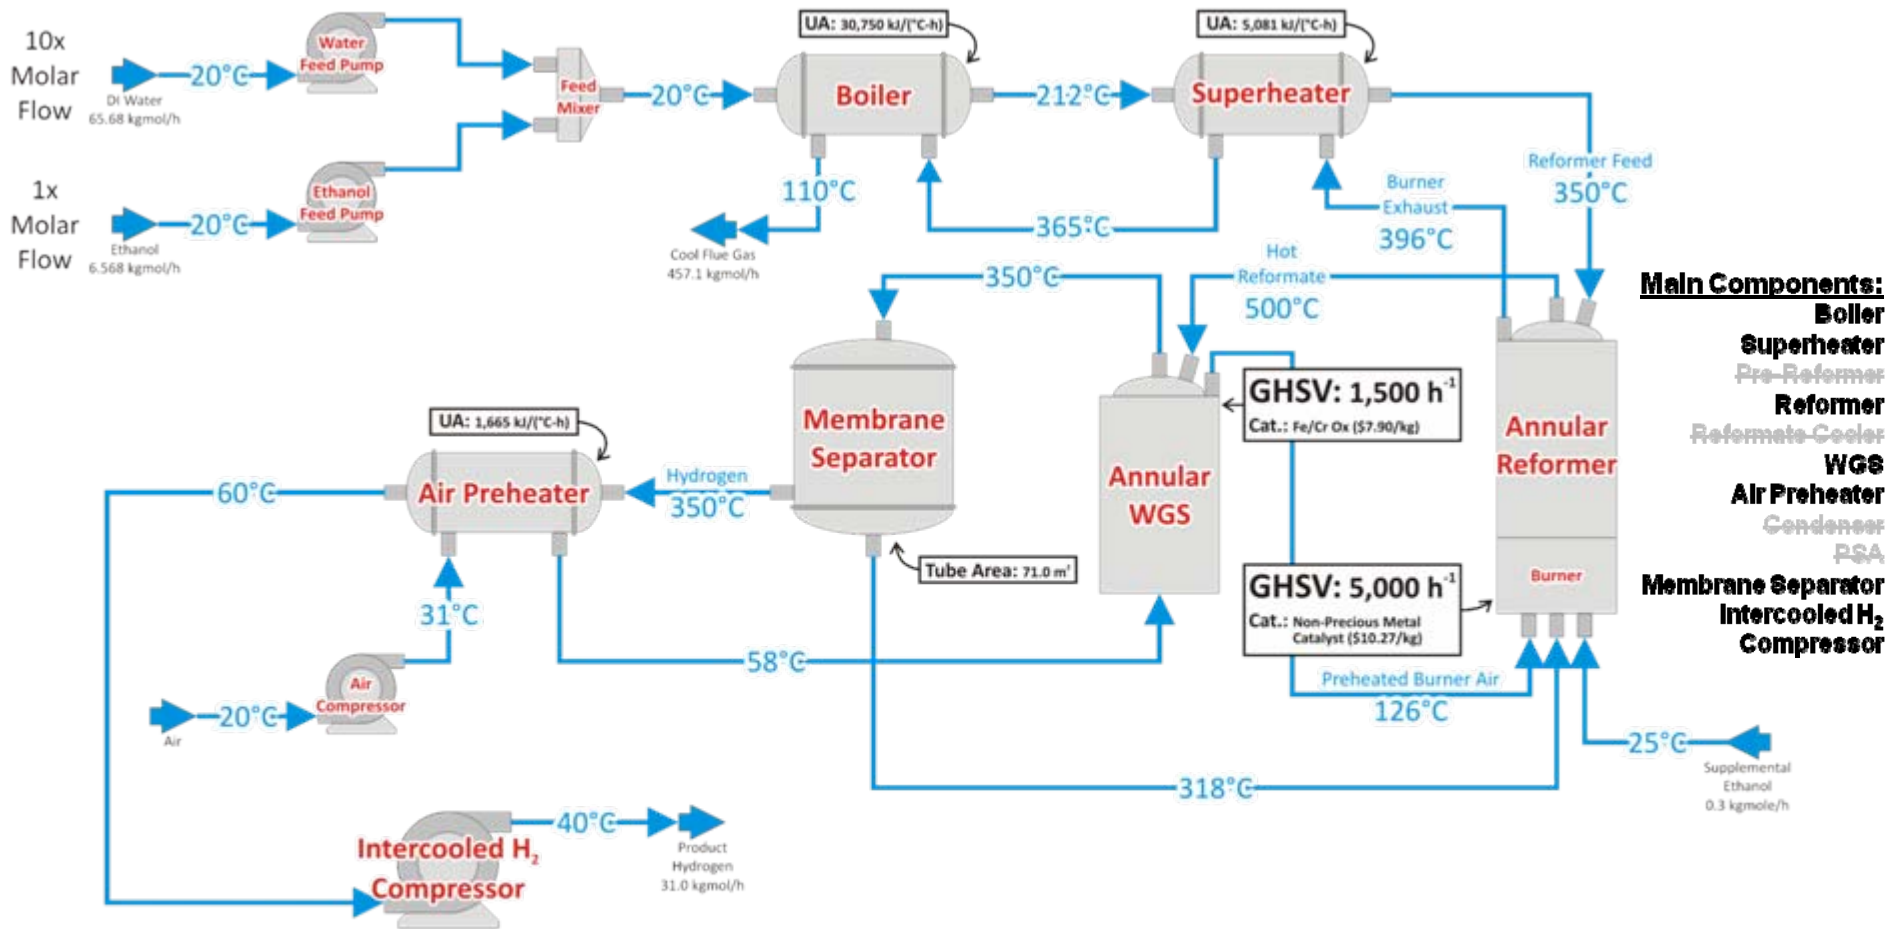 10x
Molar
Flow
DI Water
65.68 kgmol/h
20°C
Water
Feed Pump
1x
Molar
Flow
Ethanol
6.568 kgmol/h
20°C
Ethanol
Feed Pump
Feed
Mixer
20°C
UA: 30,750 kJ/(°C-h)
Boiler
212°C
UA: 5,081 kJ/(°C-h)
Superheater
110°C
Cool Flue Gas
457.1 kgmol/h
365°C
Burner
Exhaust
396°C
Reformer Feed
350°C
Hot
Reformate
500°C
350°C
Main Components:
Boiler
Superheater
Pre-Reformer
Reformer
Reformate Cooler
WGS
Air Preheater
Condenser
PSA
Membrane Separator
Intercooled H₂
Compressor
Membrane
Separator
Tube Area: 71.0 m²
Annular
WGS
GHSV: 1,500 h⁻¹
Cat.: Fe/Cr Ox ($7.90/kg)
Annular
Reformer
Burner
GHSV: 5,000 h⁻¹
Cat.: Non-Precious Metal
Catalyst ($10.27/kg)
UA: 1,665 kJ/(°C-h)
Air Preheater
Hydrogen
350°C
60°C
31°C
58°C
Air
20°C
Air
Compressor
Preheated Burner Air
126°C
25°C
Supplemental
Ethanol
0.3 kgmole/h
318°C
Intercooled H₂
Compressor
40°C
Product
Hydrogen
31.0 kgmol/h